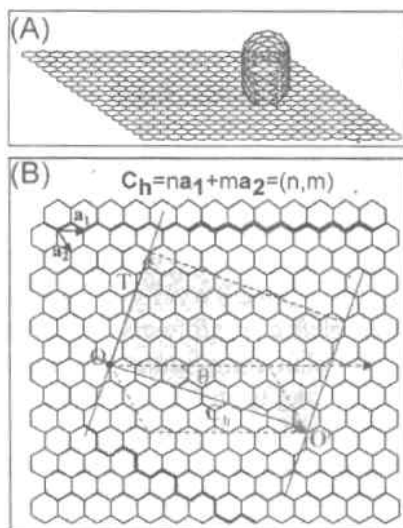 (A)
(B)
Cₕ=na₁+ma₂=(n,m)
a₁
a₂
T
O
θ
Cₕ
O'